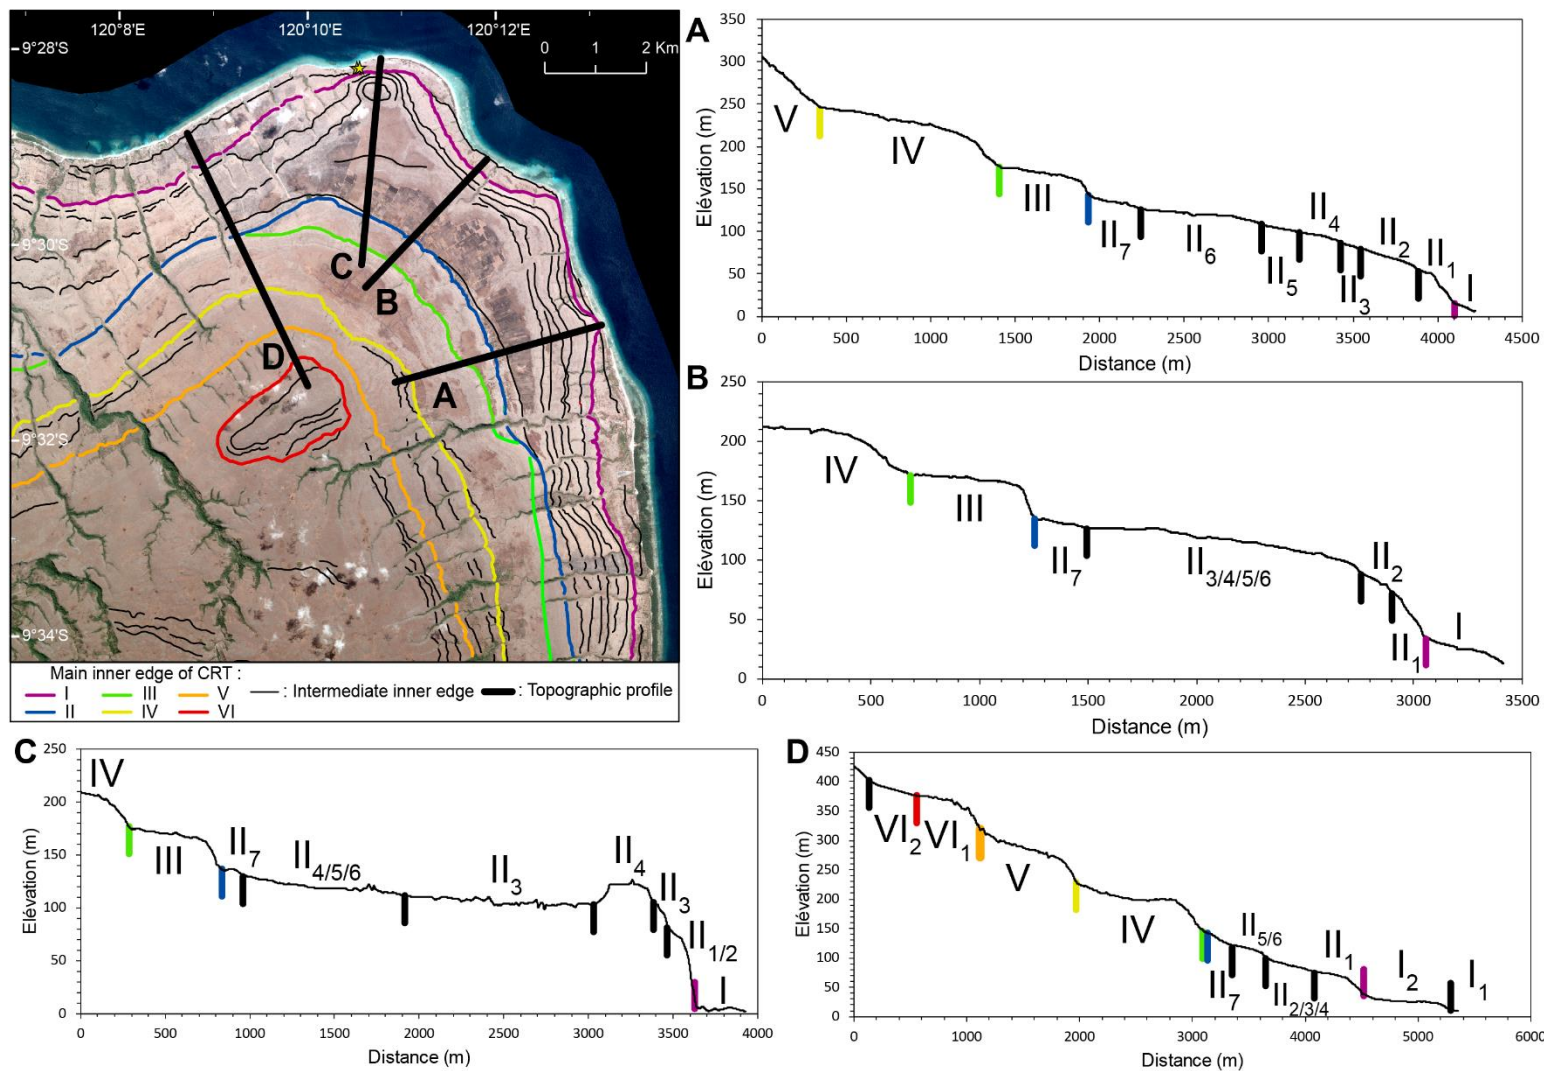 120°8'E 120°10'E 120°12'E
9°28'S
0 1 2 Km
9°30'S
9°32'S
9°34'S
C
B
D
A
Main inner edge of CRT :
I III V : Intermediate inner edge : Topographic profile
II IV VI
A
Elévation (m)
350
300
250
200
150
100
50
0
V
IV
III
II7
II6
II5
II4
II3
II2
II1
I
0 500 1000 1500 2000 2500 3000 3500 4000 4500
Distance (m)
B
Elévation (m)
250
200
150
100
50
0
IV
III
II7
II3/4/5/6
II2
II1
I
0 500 1000 1500 2000 2500 3000 3500
Distance (m)
C
Elévation (m)
250
200
150
100
50
0
IV
III
II7
II4/5/6
II3
II4
II3
II1/2
I
0 500 1000 1500 2000 2500 3000 3500 4000
Distance (m)
D
Elévation (m)
450
400
350
300
250
200
150
100
50
0
VI2
VI1
V
IV
II7
II5/6
II2/3/4
II1
I2
I1
0 1000 2000 3000 4000 5000 6000
Distance (m)